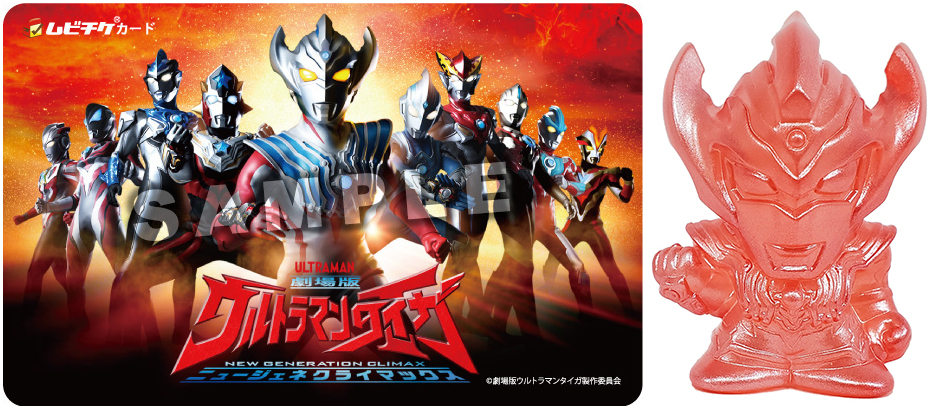 ムビチケカード
SAMPLE
ULTRAMAN
劇場版
ウルトラマンタイガ
NEW GENERATION CLIMAX
ニュージェネクライマックス
©劇場版ウルトラマンタイガ製作委員会